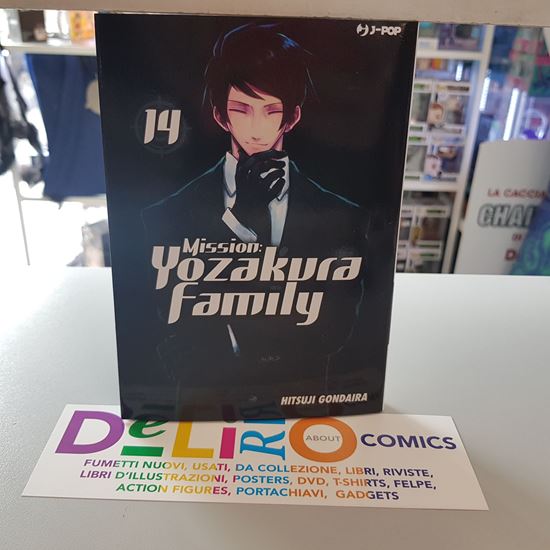 J-POP
14
Mission:
Yozakura
Family
HITSUJI GONDAIRA
LA CACCIA
DeLiRiO ABOUT COMICS
FUMETTI NUOVI, USATI, DA COLLEZIONE, LIBRI, RIVISTE,
LIBRI D'ILLUSTRAZIONI, POSTERS, DVD, T-SHIRTS, FELPE,
ACTION FIGURES, PORTACHIAVI, GADGETS